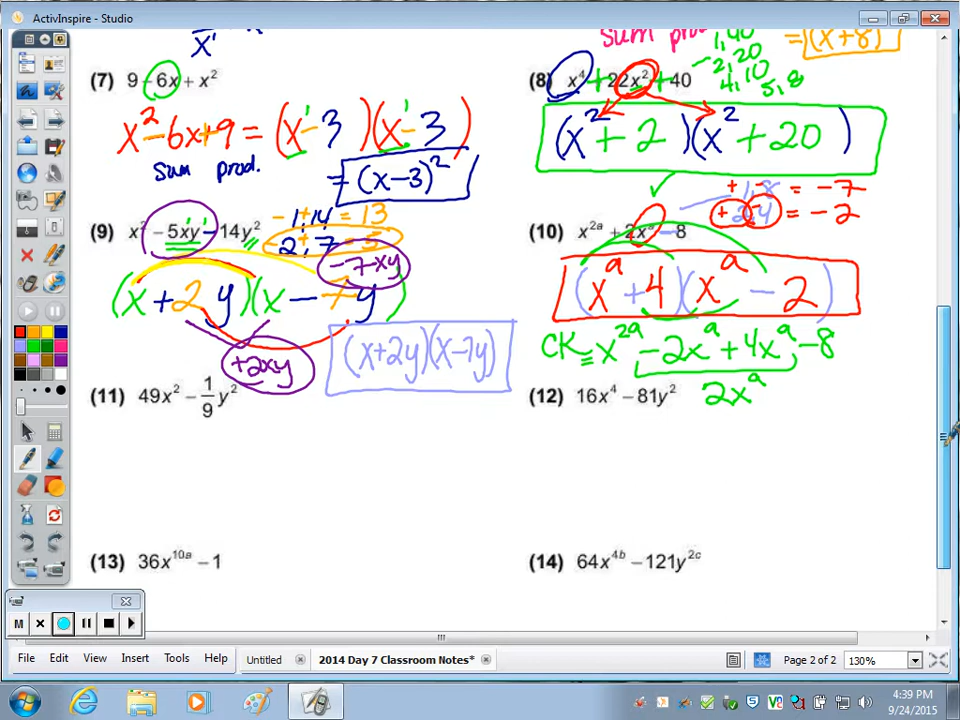 ActivInspire - Studio
sum prod
1, 40
2, 20
4, 10
5, 8
= (x+8)
(7) 9 - 6x + x²
x² - 6x + 9 = (x - 3)(x - 3)
sum prod.
= (x-3)²
(8) x⁴ + 22x² + 40
(x² + 2)(x² + 20)
(9) x² - 5xy - 14y²
-1, +14 = 13
-7xy
(x + 2y)(x - 7y)
+2xy
(x+2y)(x-7y)
(10) x²ᵃ + 2xᵃ - 8
+1, -8 = -7
+2, -4 = -2
(xᵃ + 4)(xᵃ - 2)
CK = x²ᵃ - 2xᵃ + 4xᵃ - 8
2xᵃ
(11) 49x² - 1/9 y²
(12) 16x⁴ - 81y²
(13) 36x¹⁰ᵃ - 1
(14) 64x⁴ᵇ - 121y²ᶜ
M
File Edit View Insert Tools Help Untitled 2014 Day 7 Classroom Notes* Page 2 of 2 130%
4:39 PM
9/24/2015